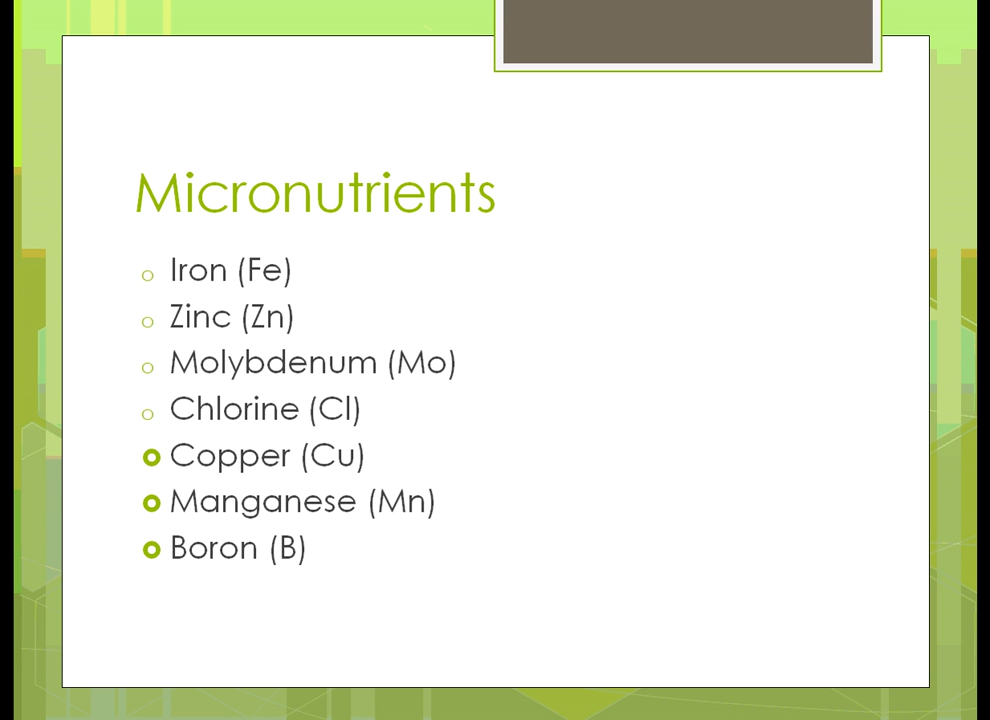 Micronutrients
o Iron (Fe)
o Zinc (Zn)
o Molybdenum (Mo)
o Chlorine (Cl)
Copper (Cu)
Manganese (Mn)
Boron (B)